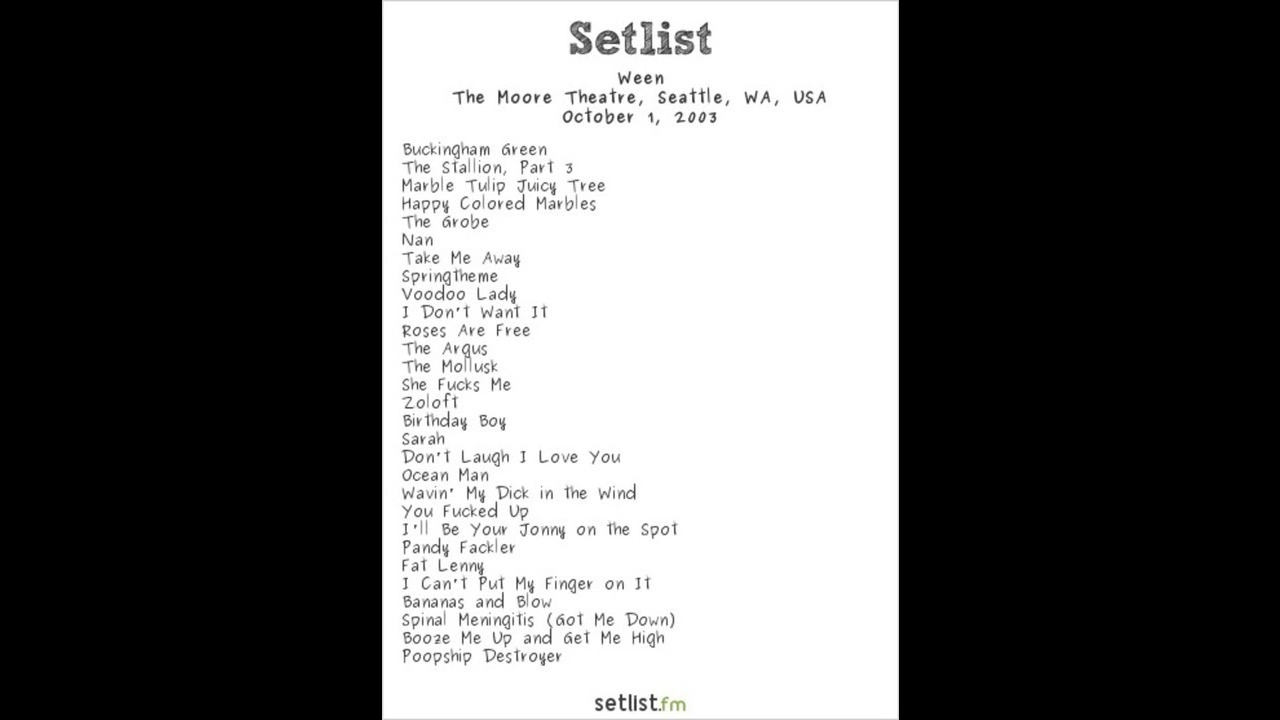 Setlist
Ween
The Moore Theatre, Seattle, WA, USA
October 1, 2003
Buckingham Green
The Stallion, Part 3
Marble Tulip Juicy Tree
Happy Colored Marbles
The Grobe
Nan
Take Me Away
Springtheme
Voodoo Lady
I Don't Want It
Roses Are Free
The Argus
The Mollusk
She Fucks Me
Zoloft
Birthday Boy
Sarah
Don't Laugh I Love You
Ocean Man
Wavin' My Dick in the Wind
You Fucked Up
I'll Be Your Jonny on the Spot
Pandy Fackler
Fat Lenny
I Can't Put My Finger on It
Bananas and Blow
Spinal Meningitis (Got Me Down)
Booze Me Up and Get Me High
Poopship Destroyer
setlist.fm